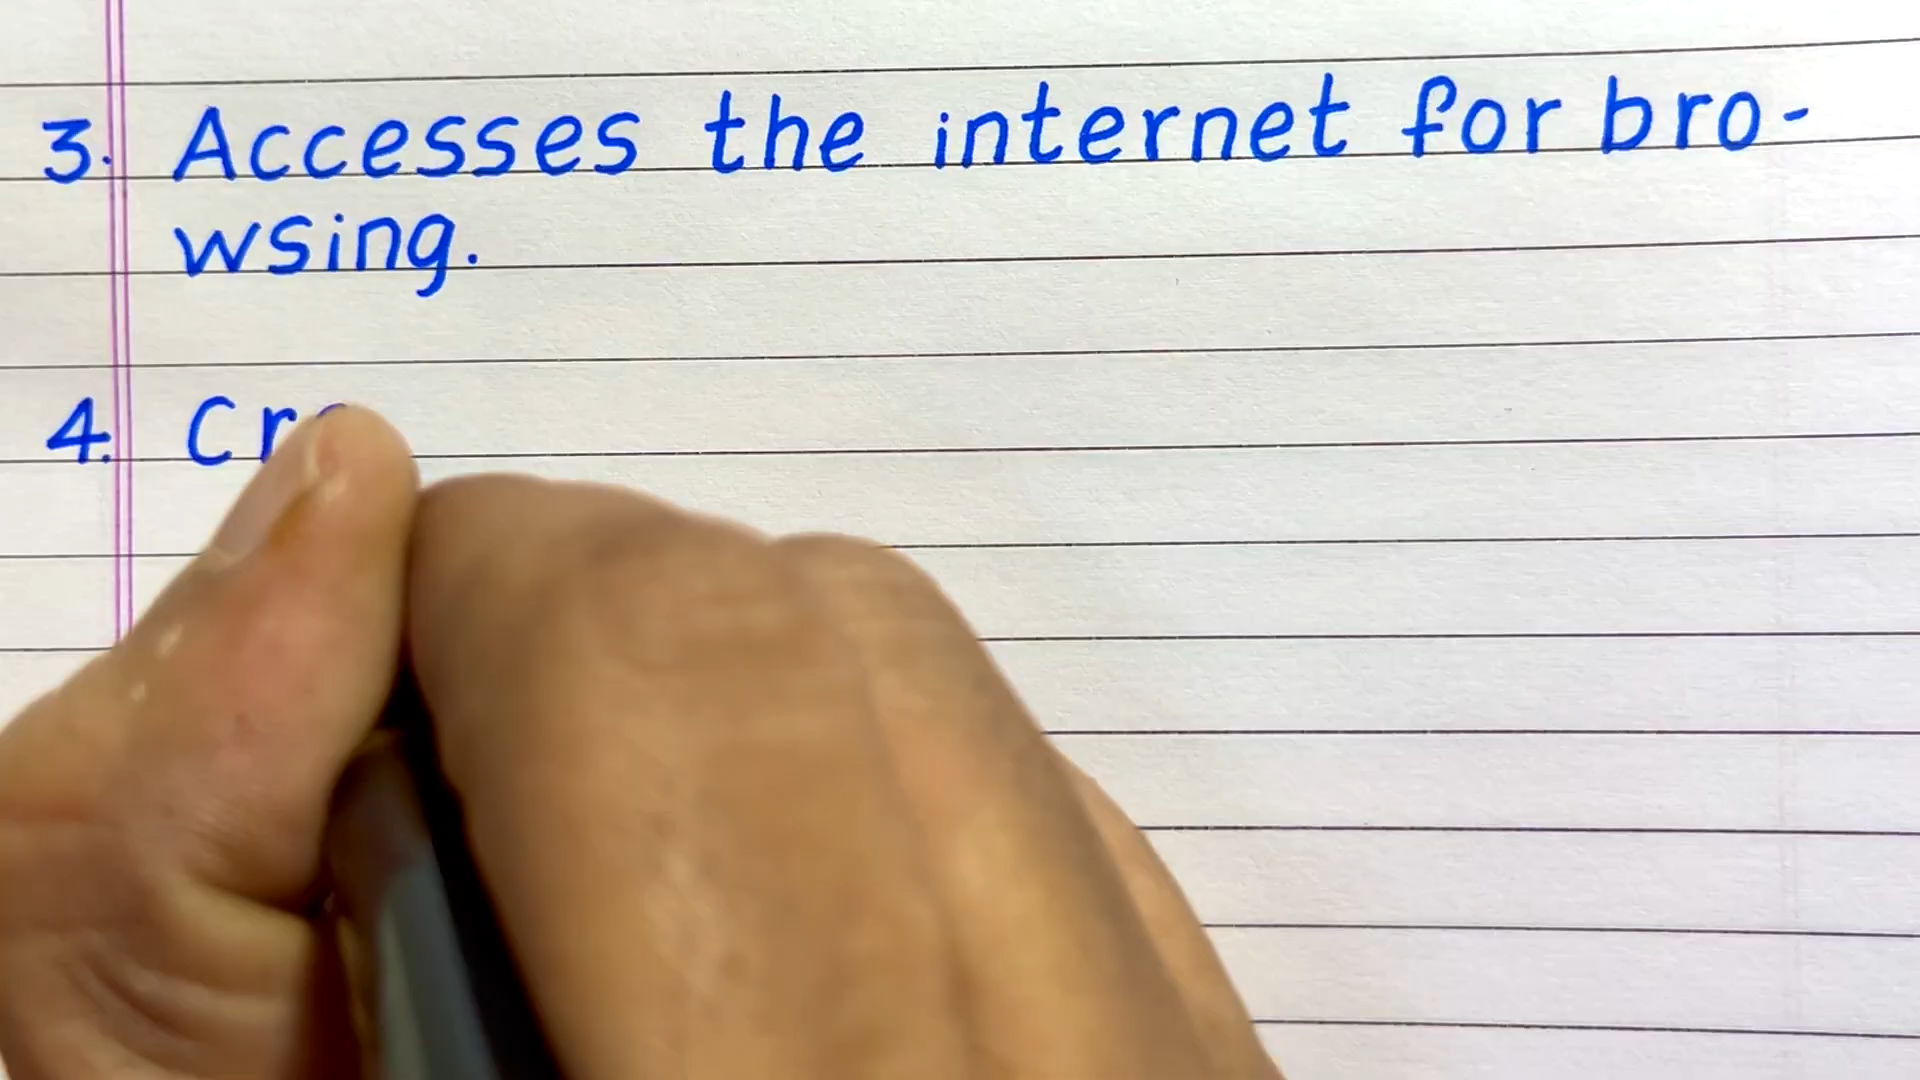 3. Accesses the internet for bro-
wsing.
4. Cr